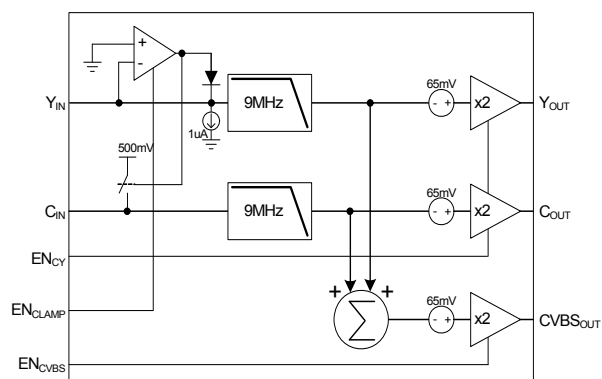 +
-
65mV
Y_IN
9MHz
- +
x2
Y_OUT
1uA
500mV
65mV
C_IN
9MHz
- +
x2
C_OUT
EN_CY
+ +
65mV
EN_CLAMP
Σ
- +
x2
CVBS_OUT
EN_CVBS